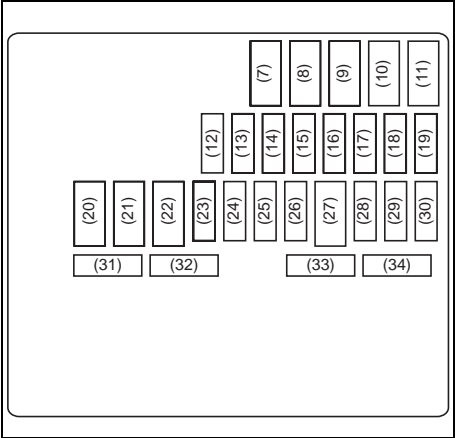 (7) (8) (9) (10) (11)
(12) (13) (14) (15) (16) (17) (18) (19)
(20) (21) (22) (23) (24) (25) (26) (27) (28) (29) (30)
(31) (32) (33) (34)